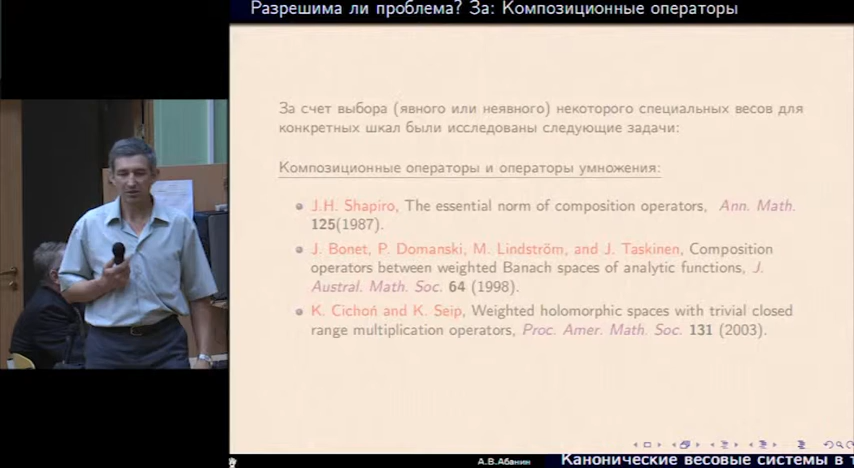 Разрешима ли проблема? За: Композиционные операторы
За счет выбора (явного или неявного) некоторого специальных весов для
конкретных шкал были исследованы следующие задачи:
Композиционные операторы и операторы умножения:
J.H. Shapiro, The essential norm of composition operators, Ann. Math.
125(1987).
J. Bonet, P. Domanski, M. Lindström, and J. Taskinen, Composition
operators between weighted Banach spaces of analytic functions, J.
Austral. Math. Soc. 64 (1998).
K. Cichoń and K. Seip, Weighted holomorphic spaces with trivial closed
range multiplication operators, Proc. Amer. Math. Soc. 131 (2003).
А.В.Абанин
Канонические весовые системы в т